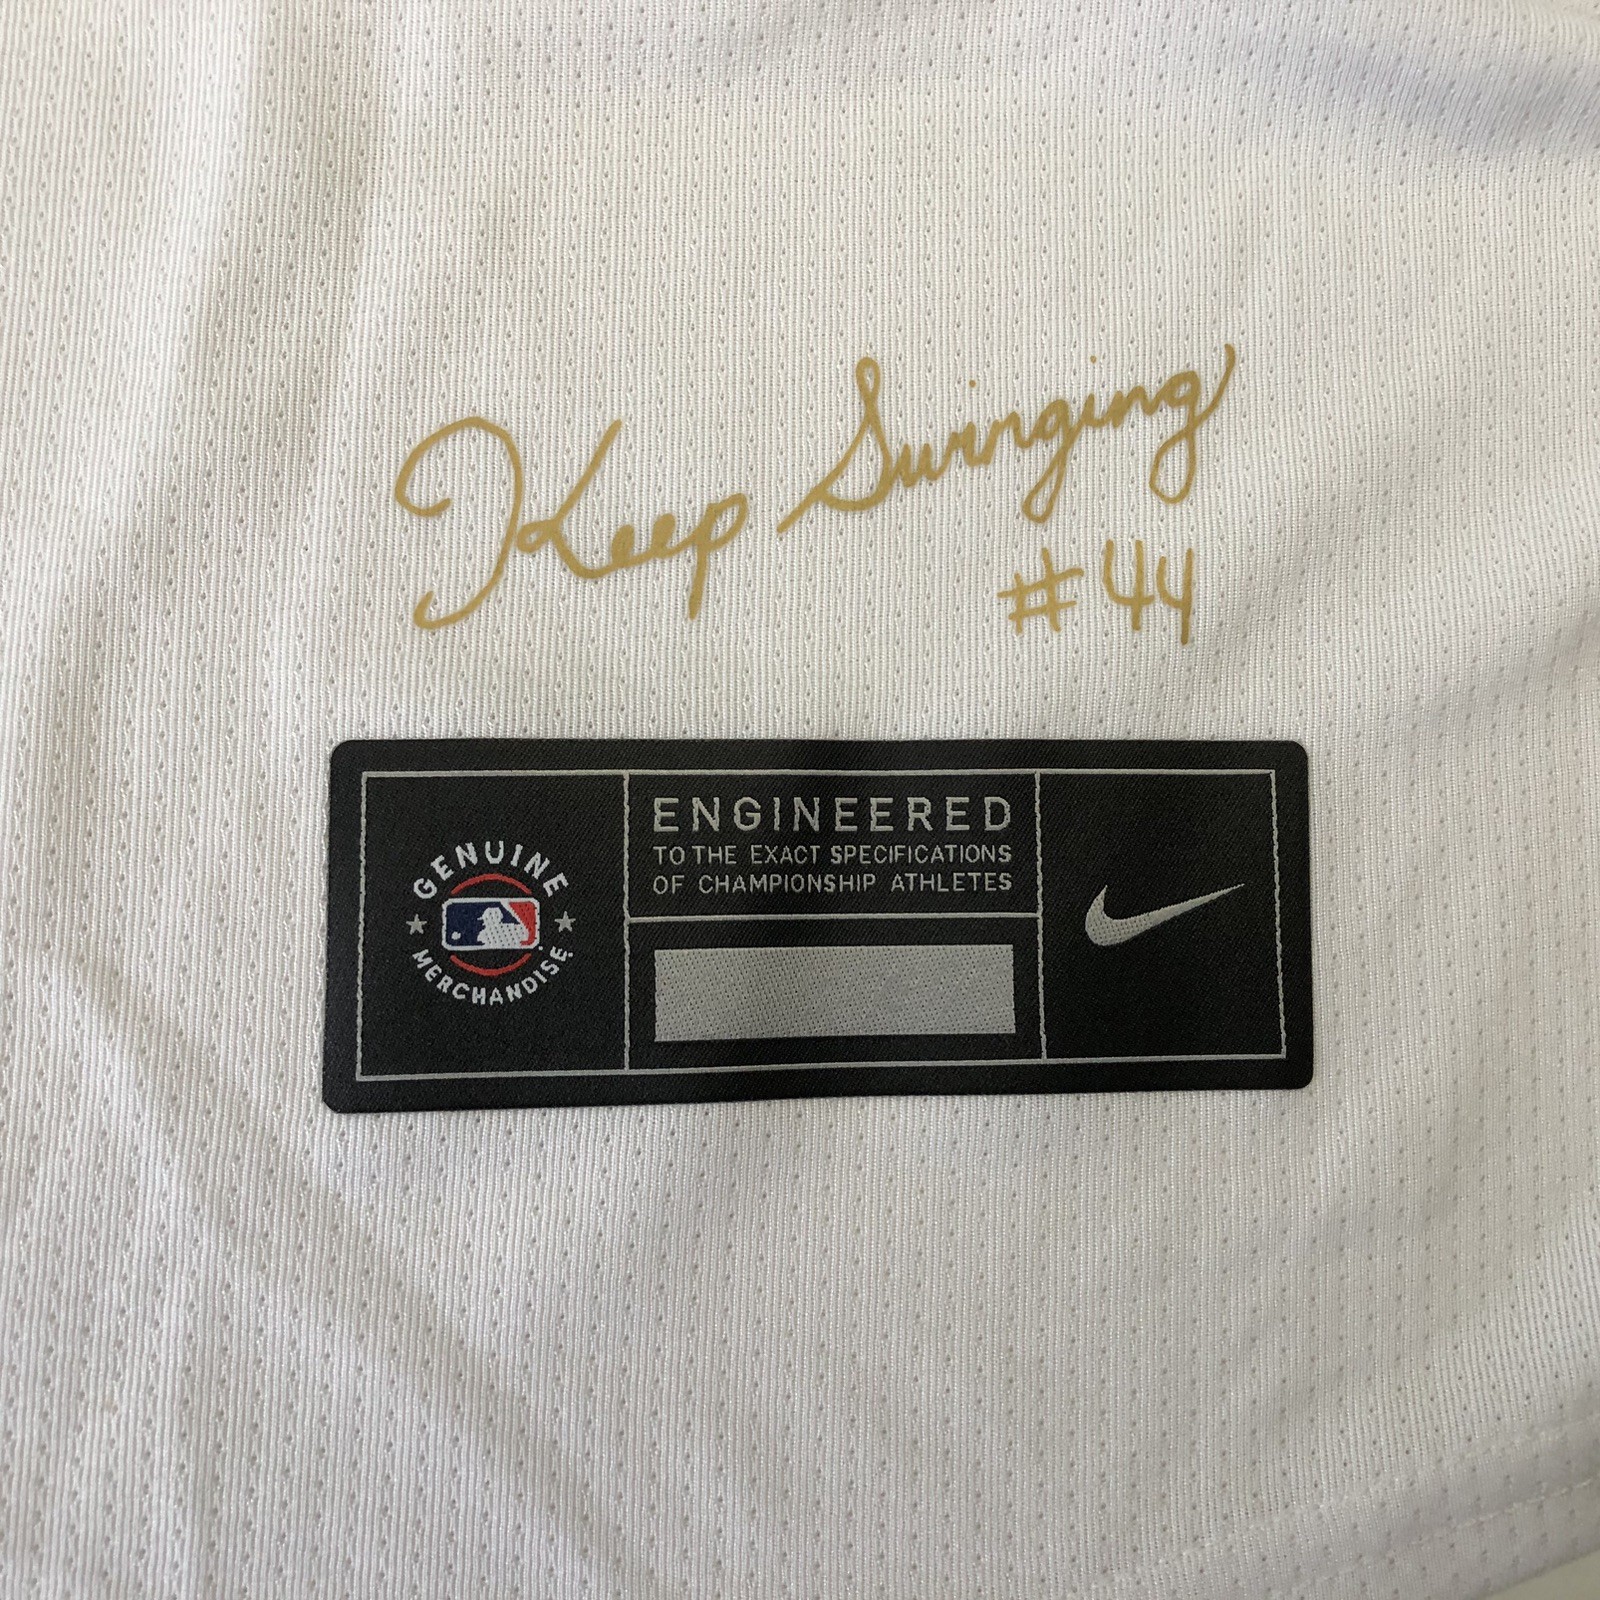 Keep Swinging
#44
ENGINEERED
TO THE EXACT SPECIFICATIONS
OF CHAMPIONSHIP ATHLETES
GENUINE
MERCHANDISE